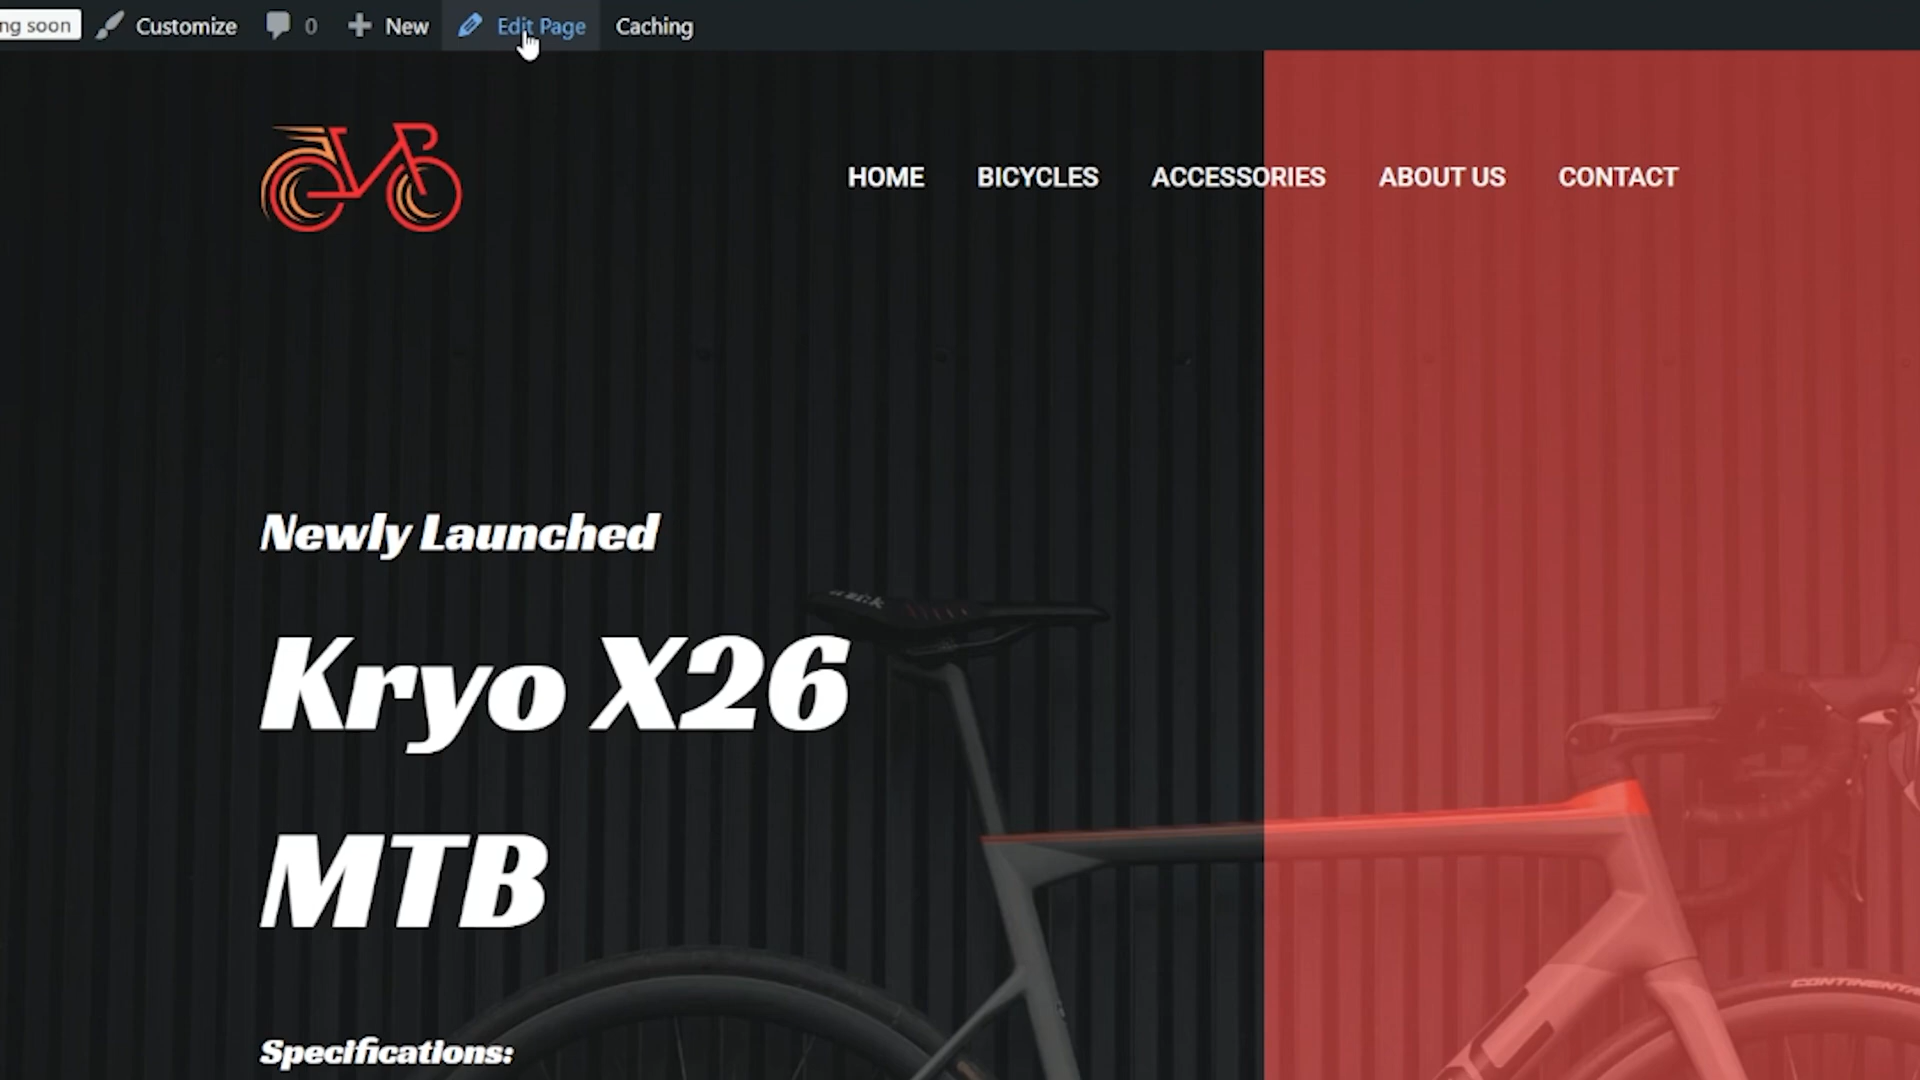 ng soon Customize 0 New Edit Page Caching
HOME BICYCLES ACCESSORIES ABOUT US CONTACT
Newly Launched
Kryo X26
MTB
Specifications: